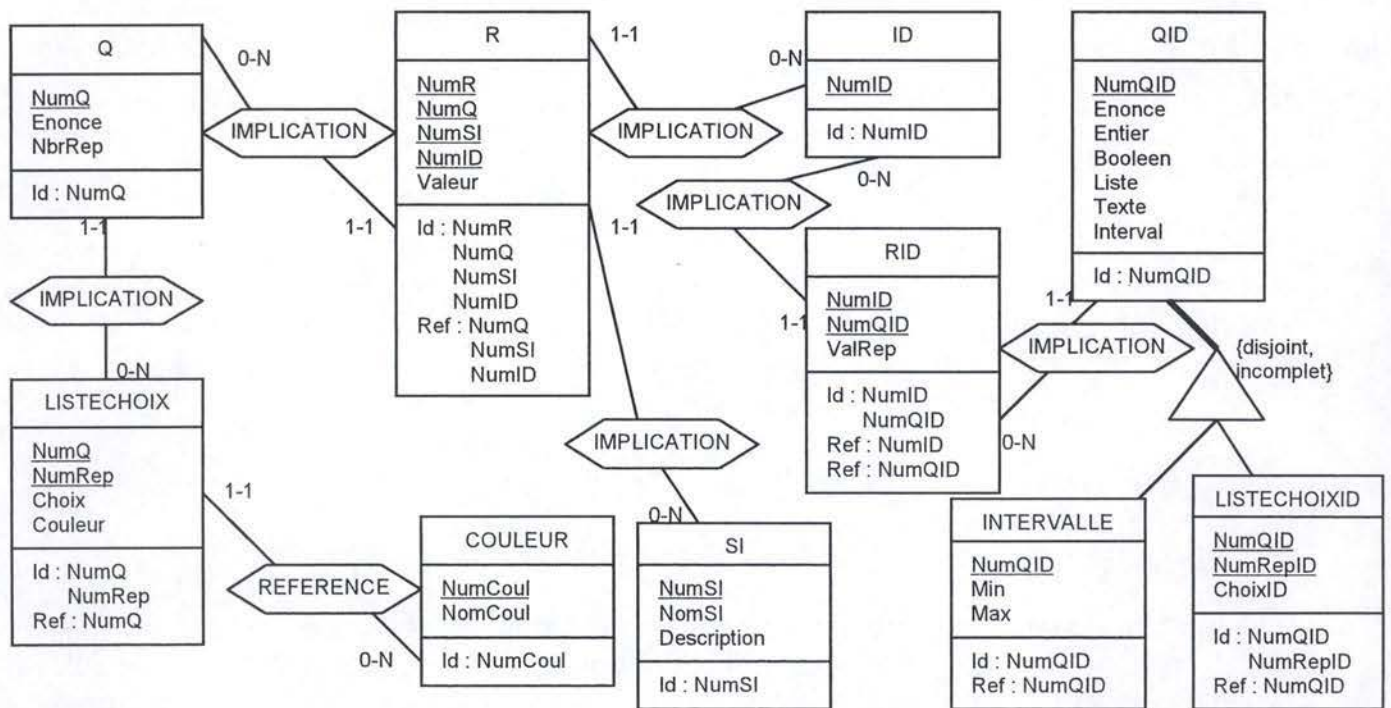 Q
NumQ
Enonce
NbrRep
Id : NumQ
0-N
IMPLICATION
1-1
R
NumR
NumQ
NumSI
NumID
Valeur
Id : NumR
NumQ
NumSI
NumID
Ref : NumQ
NumSI
NumID
1-1
IMPLICATION
0-N
ID
NumID
Id : NumID
0-N
IMPLICATION
1-1
QID
NumQID
Enonce
Entier
Booleen
Liste
Texte
Interval
Id : NumQID
1-1
IMPLICATION
0-N
RID
NumID
NumQID
ValRep
Id : NumID
NumQID
Ref : NumID
Ref : NumQID
{disjoint,
incomplet}
1-1
IMPLICATION
0-N
LISTECHOIX
NumQ
NumRep
Choix
Couleur
Id : NumQ
NumRep
Ref : NumQ
1-1
REFERENCE
0-N
COULEUR
NumCoul
NomCoul
Id : NumCoul
1-1
IMPLICATION
0-N
SI
NumSI
NomSI
Description
Id : NumSI
INTERVALLE
NumQID
Min
Max
Id : NumQID
Ref : NumQID
LISTECHOIXID
NumQID
NumRepID
ChoixID
Id : NumQID
NumRepID
Ref : NumQID